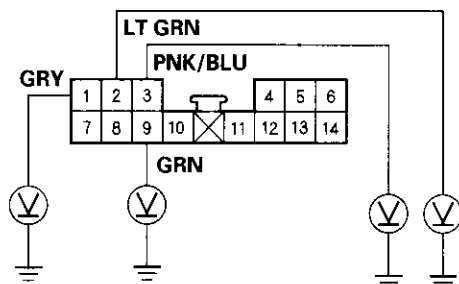 LT GRN
PNK/BLU
GRY
1 2 3 4 5 6
7 8 9 10 11 12 13 14
GRN
V V V V